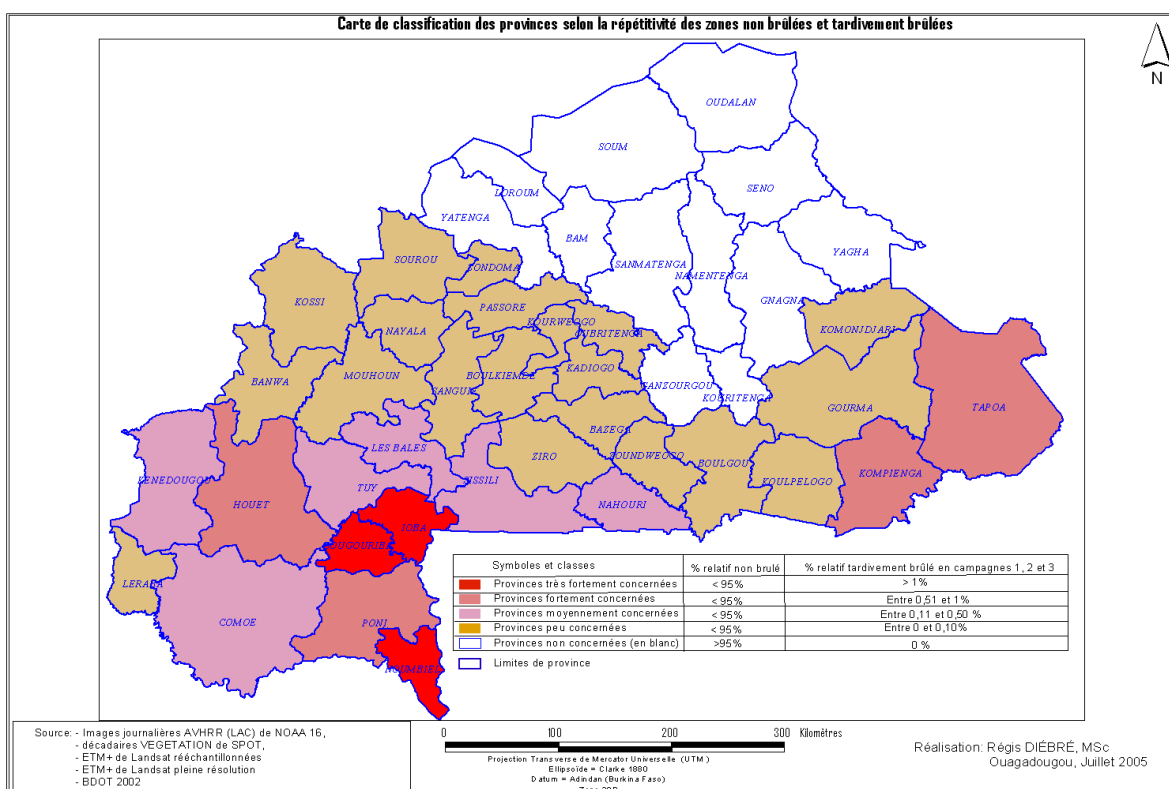 Carte de classification des provinces selon la répétitivité des zones non brûlées et tardivement brûlées
N
OUDALAN
SOUM
SENO
LOROUM
YATENGA
BAM
YAGHA
SANMATENGA
NAMENTENGA
SOUROU
ZONDOMA
GNAGNA
KOSSI
PASSORE
KOURWEOGO
KOMONJDJARI
NAYALA
OUBRITENGA
BANWA
MOUHOUN
SANGUIE
BOULKIEMDE
KADIOGO
GANZOURGOU
KOURITENGA
GOURMA
TAPOA
BAZEGA
LES BALES
ZIRO
SOUNDWEOGO
BOULGOU
KENEDOUGOU
SISSILI
KOULPELOGO
KOMPIENGA
TUY
HOUET
NAHOURI
IOBA
BOUGOURIBA
LERABA
COMOE
PONI
NOUMBIEL
Symboles et classes % relatif non brulé % relatif tardivement brûlé en campagnes 1, 2 et 3
Provinces très fortement concernées < 95% > 1%
Provinces fortement concernées < 95% Entre 0,51 et 1%
Provinces moyennement concernées < 95% Entre 0,11 et 0,50 %
Provinces peu concernées < 95% Entre 0 et 0,10%
Provinces non concernées (en blanc) >95% 0 %
Limites de province
Source: - Images journalières AVHRR (LAC) de NOAA 16,
- décadaires VEGETATION de SPOT,
- ETM+ de Landsat rééchantillonnées
- ETM+ de Landsat pleine résolution
- BDOT 2002
0 100 200 300 Kilométres
Projection Transverse de Mercator Universelle (UTM)
Ellipsoïde = Clarke 1880
Datum = Adindan (Burkina Faso)
Réalisation: Régis DIÉBRÉ, MSc
Ouagadougou, Juillet 2005